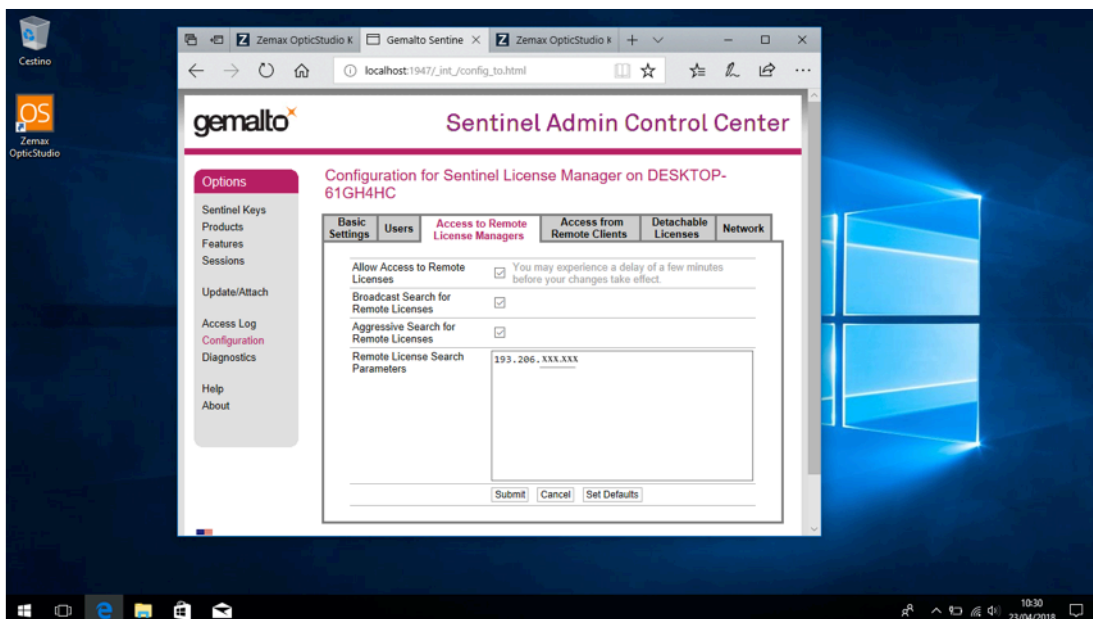 Cestino
OS
Zemax
OpticStudio
Zemax OpticStudio K
Gemalto Sentine
Zemax OpticStudio K
localhost:1947/_int_/config_to.html
gemalto
Sentinel Admin Control Center
Options
Sentinel Keys
Products
Features
Sessions
Update/Attach
Access Log
Configuration
Diagnostics
Help
About
Configuration for Sentinel License Manager on DESKTOP-
61GH4HC
Basic
Settings
Users
Access to Remote
License Managers
Access from
Remote Clients
Detachable
Licenses
Network
Allow Access to Remote
Licenses
You may experience a delay of a few minutes
before your changes take effect.
Broadcast Search for
Remote Licenses
Aggressive Search for
Remote Licenses
Remote License Search
Parameters
193.206.XXX.XXX
Submit
Cancel
Set Defaults
10:30
23/04/2018